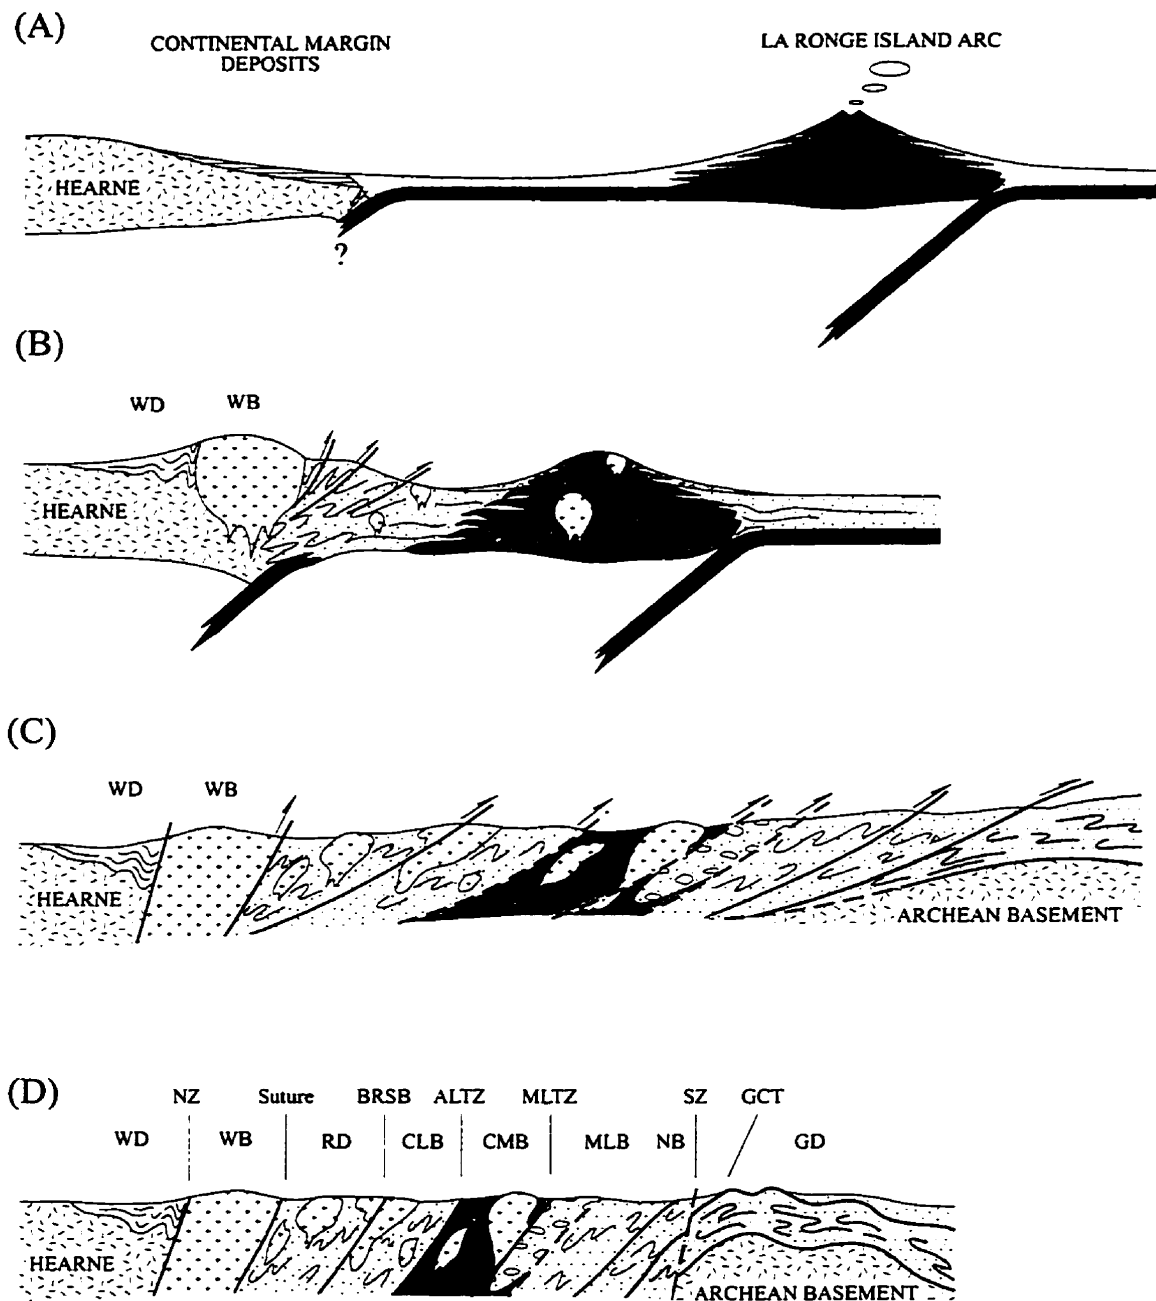 (A)
CONTINENTAL MARGIN
DEPOSITS
LA RONGE ISLAND ARC
HEARNE
?
(B)
WD WB
HEARNE
(C)
WD WB
HEARNE
ARCHEAN BASEMENT
(D)
NZ Suture BRSB ALTZ MLTZ SZ GCT
WD WB RD CLB CMB MLB NB GD
HEARNE
ARCHEAN BASEMENT